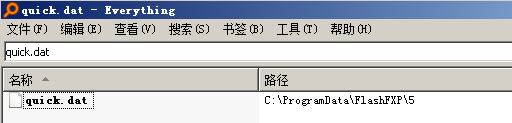 quick.dat - Everything
文件(F) 编辑(E) 查看(V) 搜索(S) 书签(B) 工具(T) 帮助(H)
quick.dat
名称 路径
quick.dat C:\ProgramData\FlashFXP\5